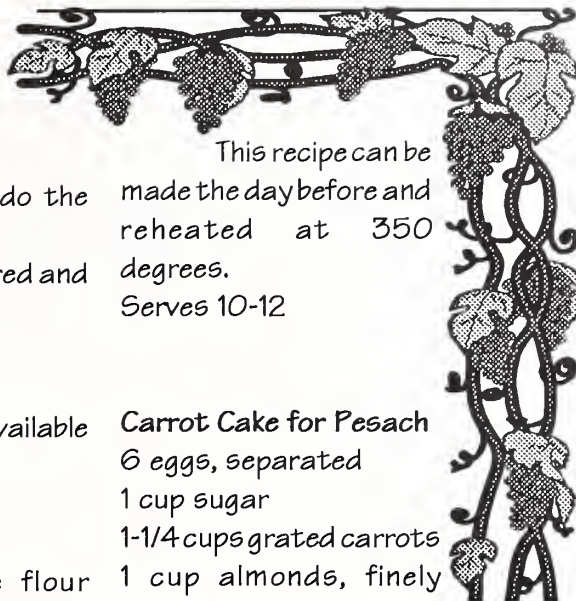 do the
red and
vailable
flour
This recipe can be
made the day before and
reheated at 350
degrees.
Serves 10-12
Carrot Cake for Pesach
6 eggs, separated
1 cup sugar
1-1/4 cups grated carrots
1 cup almonds, finely